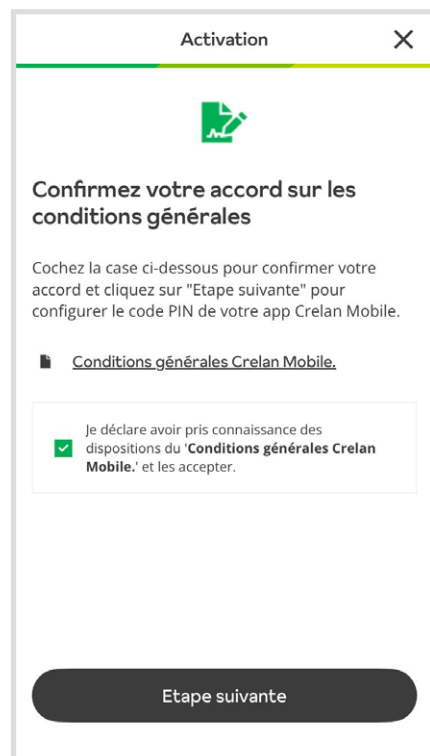 Activation
Confirmez votre accord sur les
conditions générales
Cochez la case ci-dessous pour confirmer votre
accord et cliquez sur "Etape suivante" pour
configurer le code PIN de votre app Crelan Mobile.
Conditions générales Crelan Mobile.
Je déclare avoir pris connaissance des
dispositions du 'Conditions générales Crelan
Mobile.' et les accepter.
Etape suivante